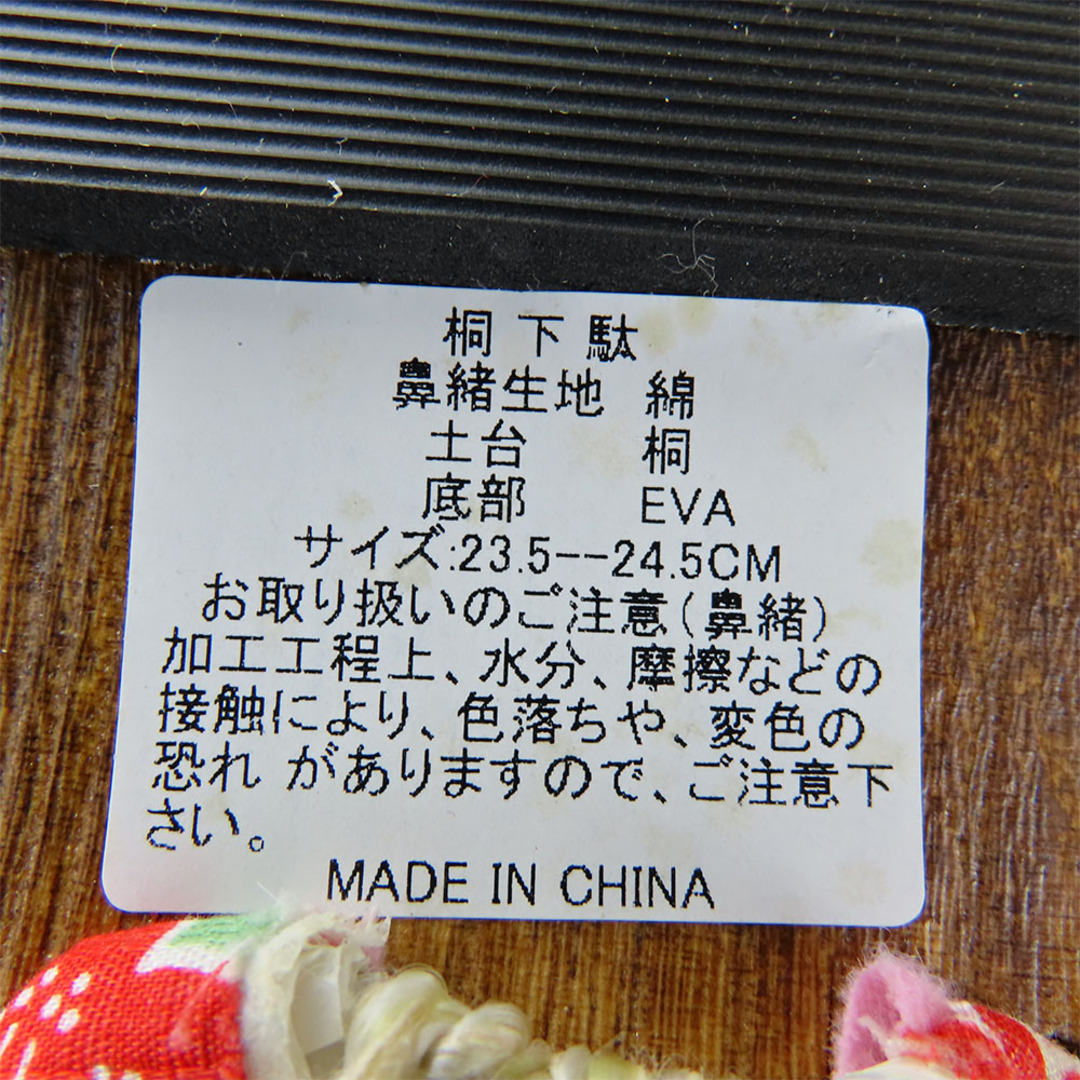 桐下駄
鼻緒生地 綿
土台 桐
底部 EVA
サイズ:23.5--24.5CM
お取り扱いのご注意(鼻緒)
加工工程上、水分、摩擦などの
接触により、色落ちや、変色の
恐れ がありますので、ご注意下
さい。
MADE IN CHINA